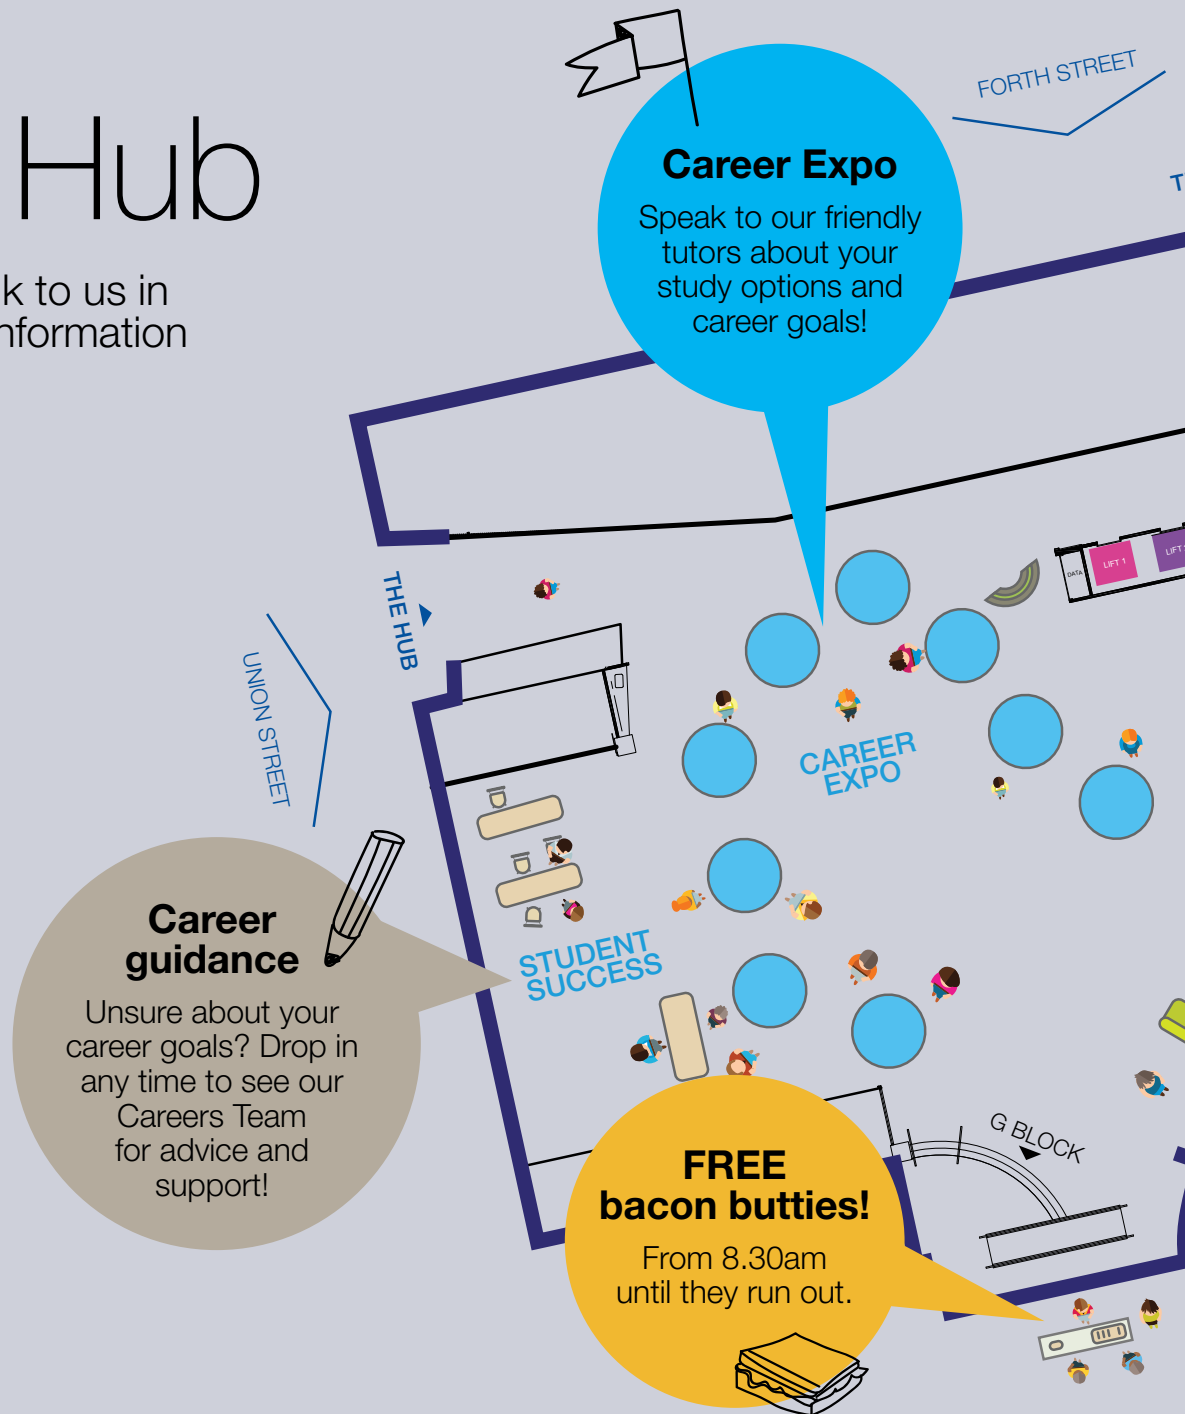 Hub
k to us in
nformation
FORTH STREET
Career Expo
Speak to our friendly
tutors about your
study options and
career goals!
DATA
LIFT 1
LIFT
THE HUB
UNION STREET
CAREER
EXPO
Career
guidance
Unsure about your
career goals? Drop in
any time to see our
Careers Team
for advice and
support!
STUDENT
SUCCESS
G BLOCK
FREE
bacon butties!
From 8.30am
until they run out.